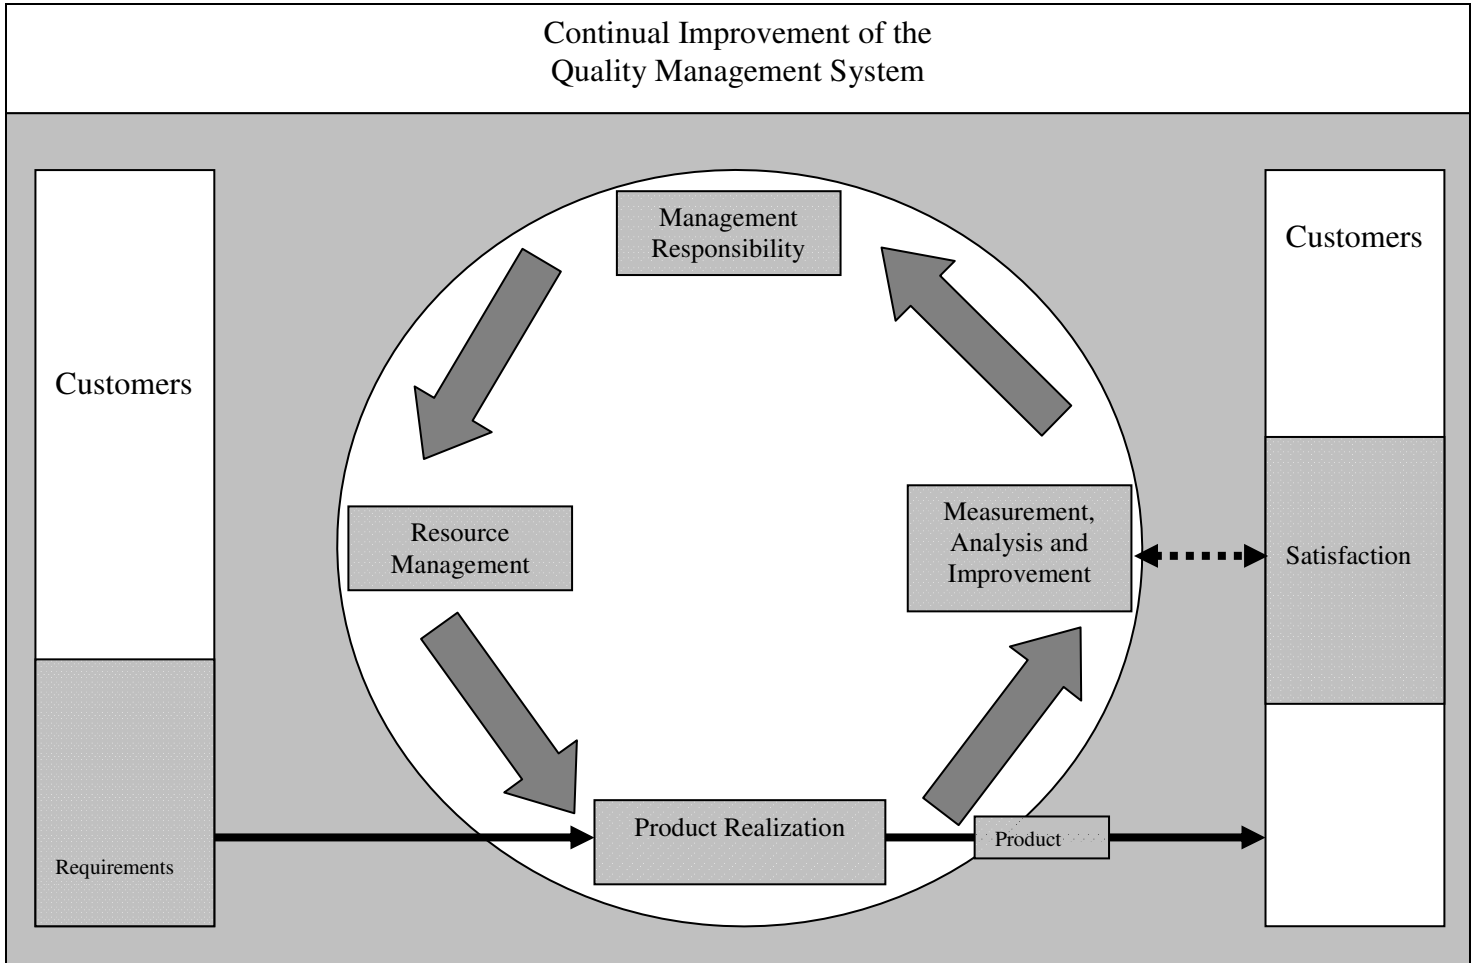 Continual Improvement of the
Quality Management System
Management
Responsibility
Customers
Customers
Resource
Management
Measurement,
Analysis and
Improvement
Satisfaction
Product Realization
Product
Requirements